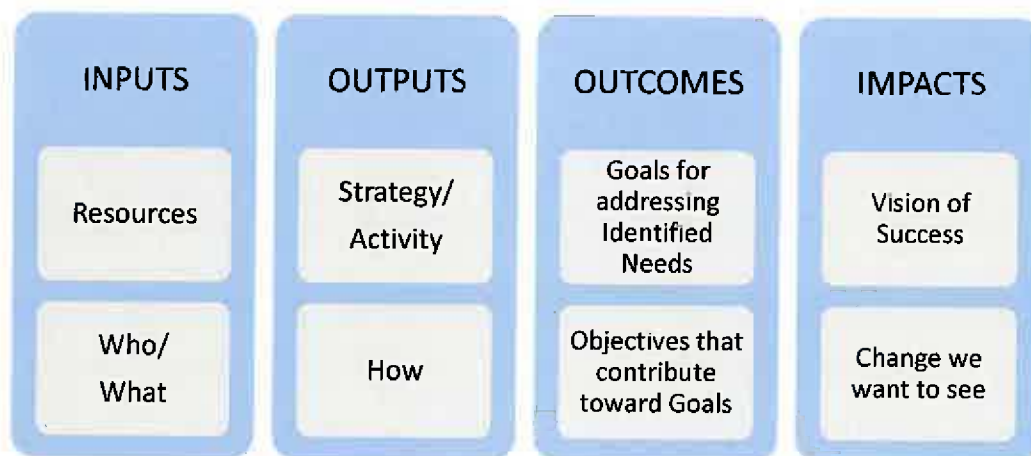 INPUTS
Resources
Who/
What
OUTPUTS
Strategy/
Activity
How
OUTCOMES
Goals for
addressing
Identified
Needs
Objectives that
contribute
toward Goals
IMPACTS
Vision of
Success
Change we
want to see